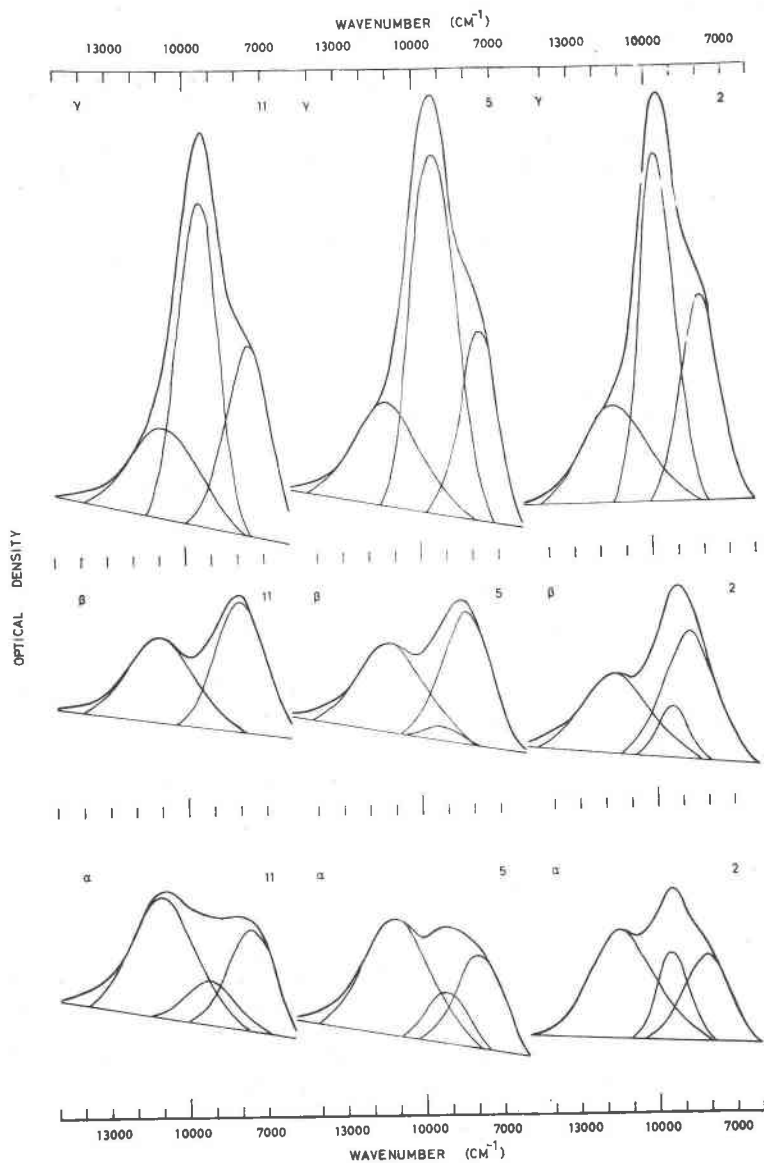 WAVENUMBER (CM⁻¹)
13000 10000 7000 13000 10000 7000 13000 10000 7000
γ 11 γ 5 γ 2
OPTICAL DENSITY
β 11 β 5 β 2
α 11 α 5 α 2
13000 10000 7000 13000 10000 7000 13000 10000 7000
WAVENUMBER (CM⁻¹)